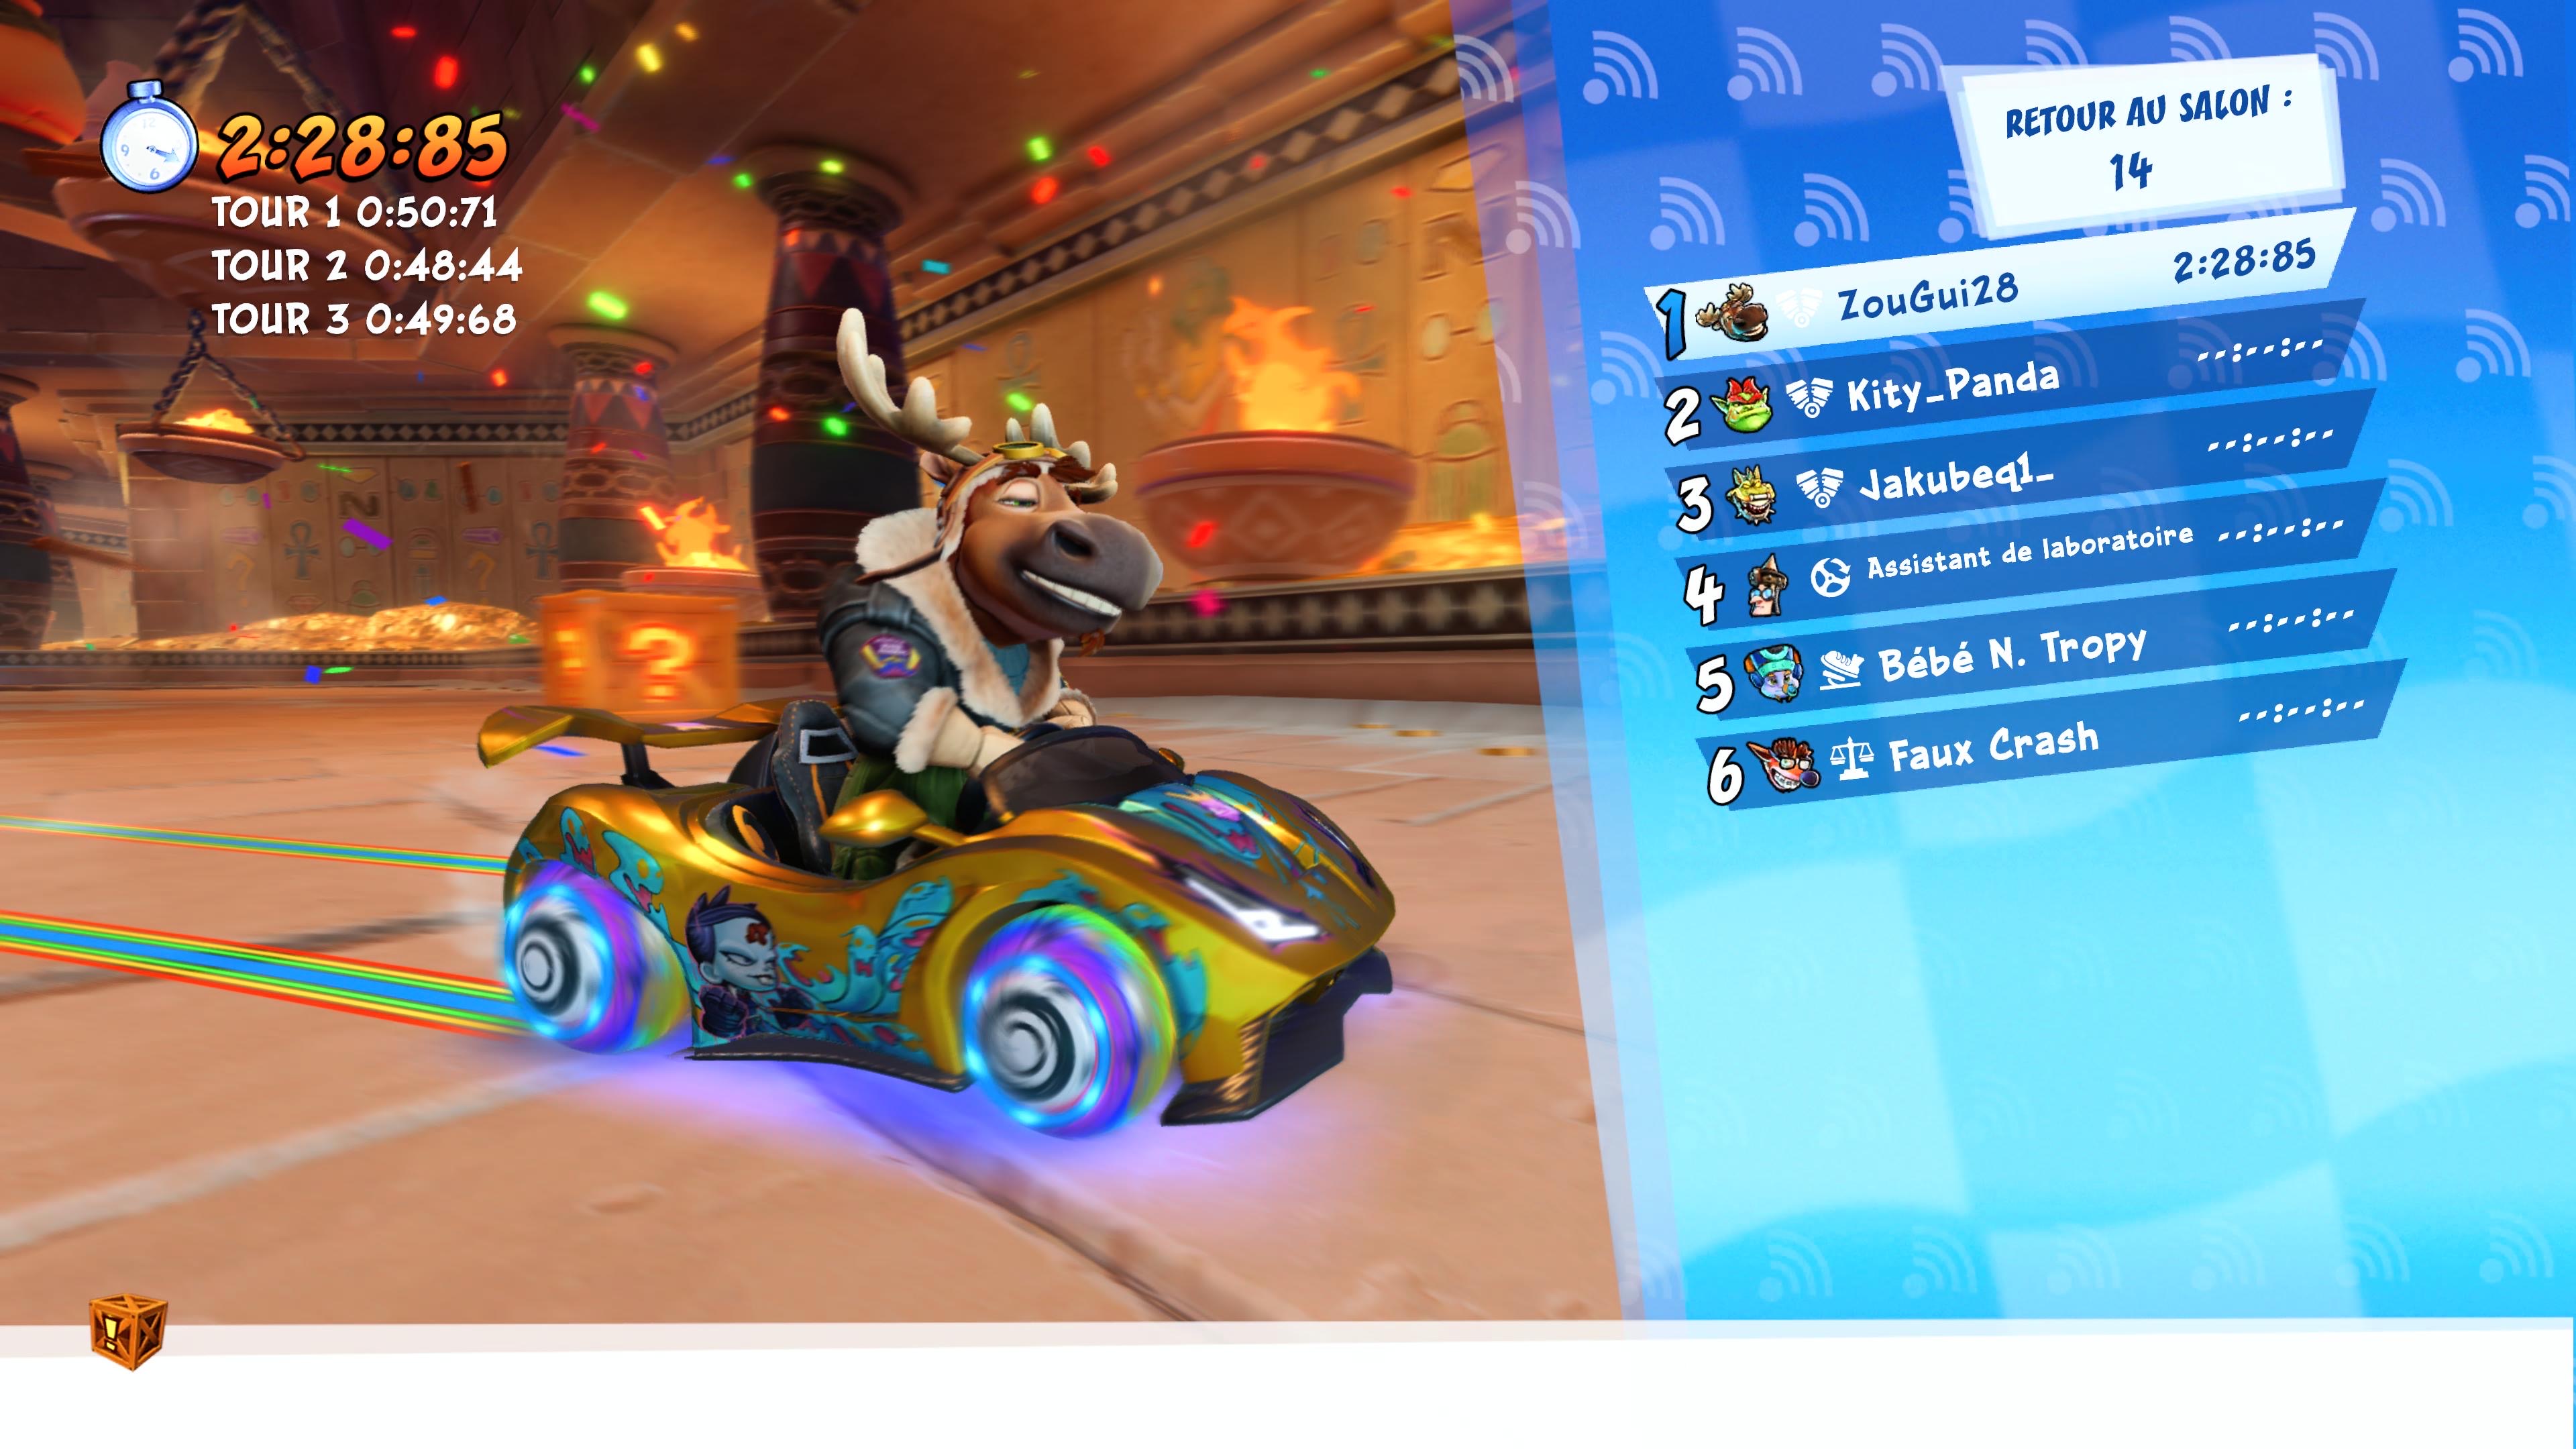 2:28:85
TOUR 1 0:50:71
TOUR 2 0:48:44
TOUR 3 0:49:68
RETOUR AU SALON :
14
1 ZouGui28 2:28:85
2 Kity_Panda --:--:--
3 Jakubeq1_ --:--:--
4 Assistant de laboratoire --:--:--
5 Bébé N. Tropy --:--:--
6 Faux Crash --:--:--